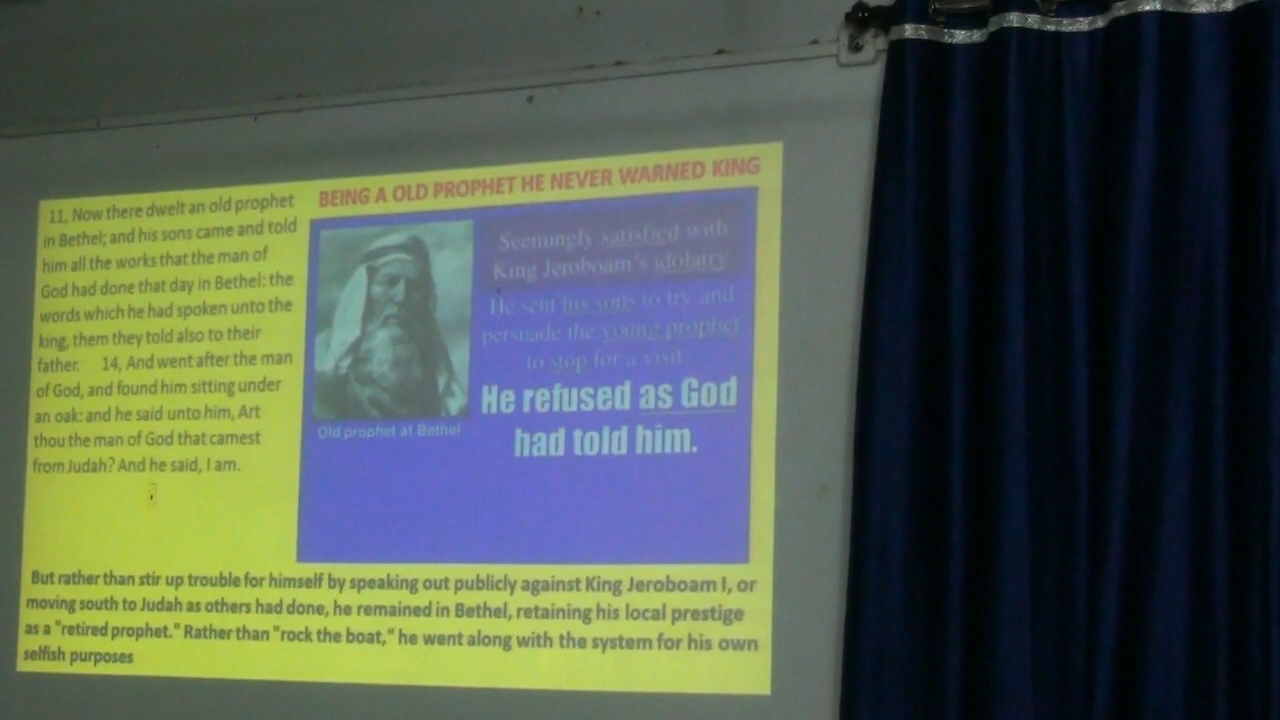 BEING A OLD PROPHET HE NEVER WARNED KING
11, Now there dwelt an old prophet
in Bethel; and his sons came and told
him all the works that the man of
God had done that day in Bethel: the
words which he had spoken unto the
king, them they told also to their
father. 14, And went after the man
of God, and found him sitting under
an oak: and he said unto him, Art
thou the man of God that camest
from Judah? And he said, I am.
Seemingly satisfied with
King Jeroboam's idolatry
He sent his sons to try and
persuade the young prophet
to stop for a visit
He refused as God
had told him.
Old prophet at Bethel
But rather than stir up trouble for himself by speaking out publicly against King Jeroboam I, or
moving south to Judah as others had done, he remained in Bethel, retaining his local prestige
as a "retired prophet." Rather than "rock the boat," he went along with the system for his own
selfish purposes